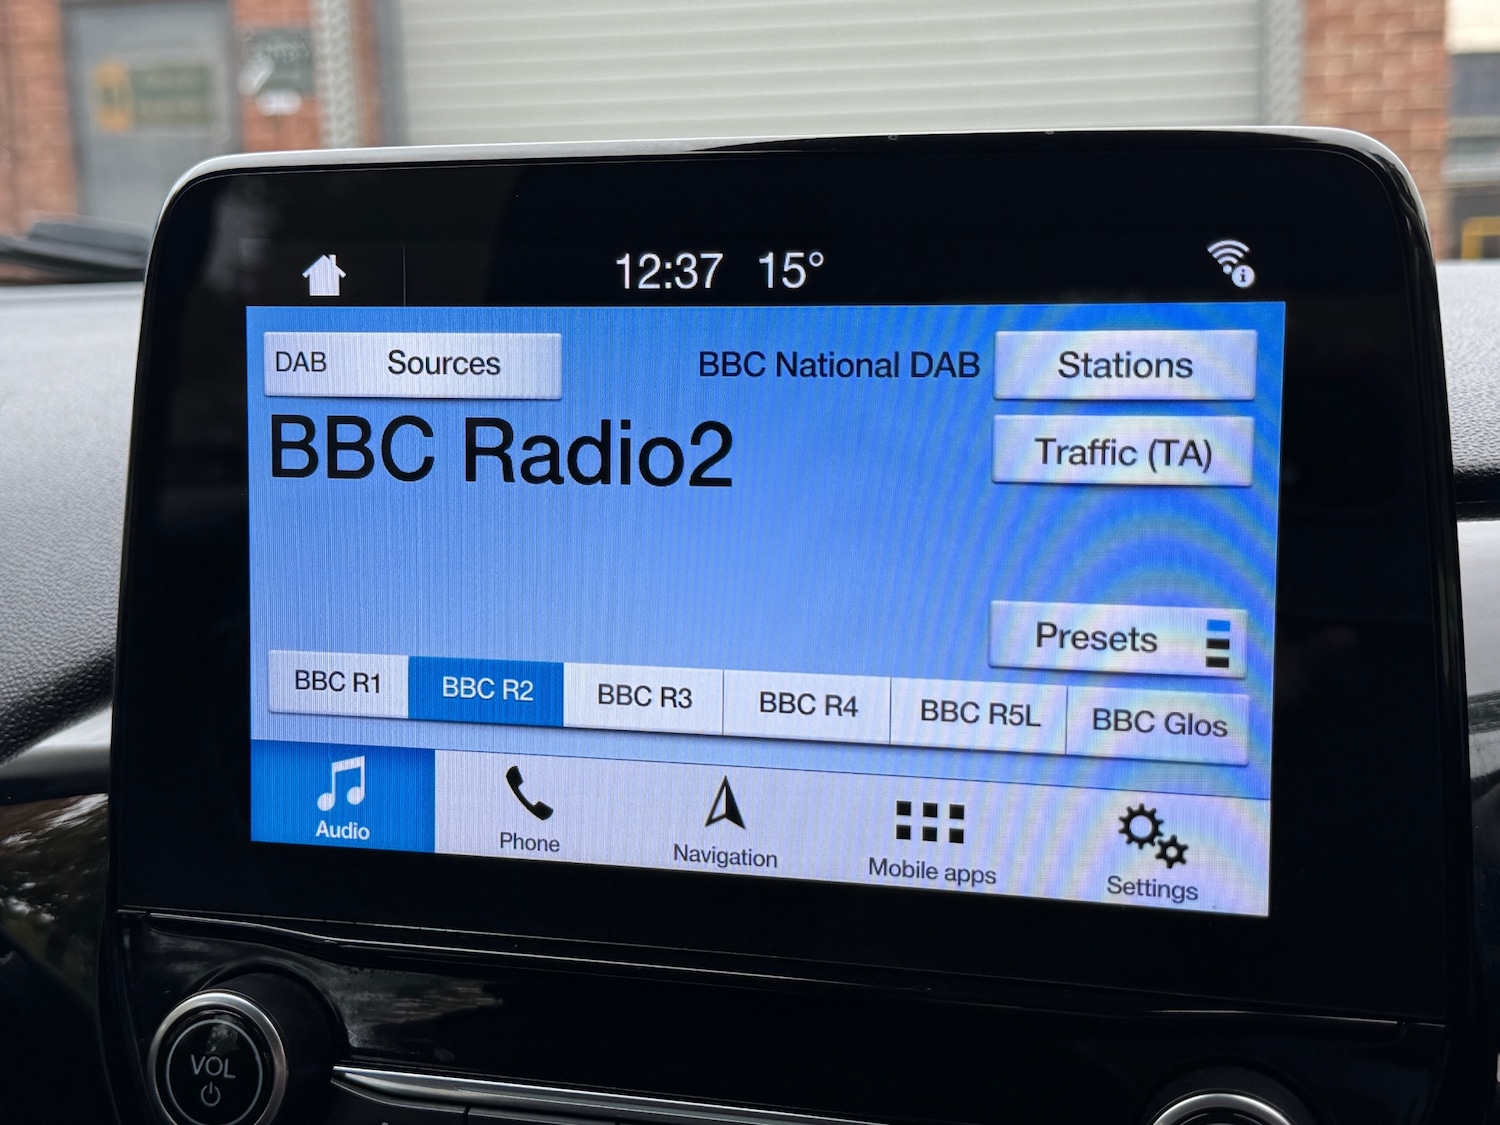 12:37 15°
DAB Sources BBC National DAB Stations
BBC Radio2
Traffic (TA)
Presets
BBC R1 BBC R2 BBC R3 BBC R4 BBC R5L BBC Glos
Audio Phone Navigation Mobile apps Settings
VOL